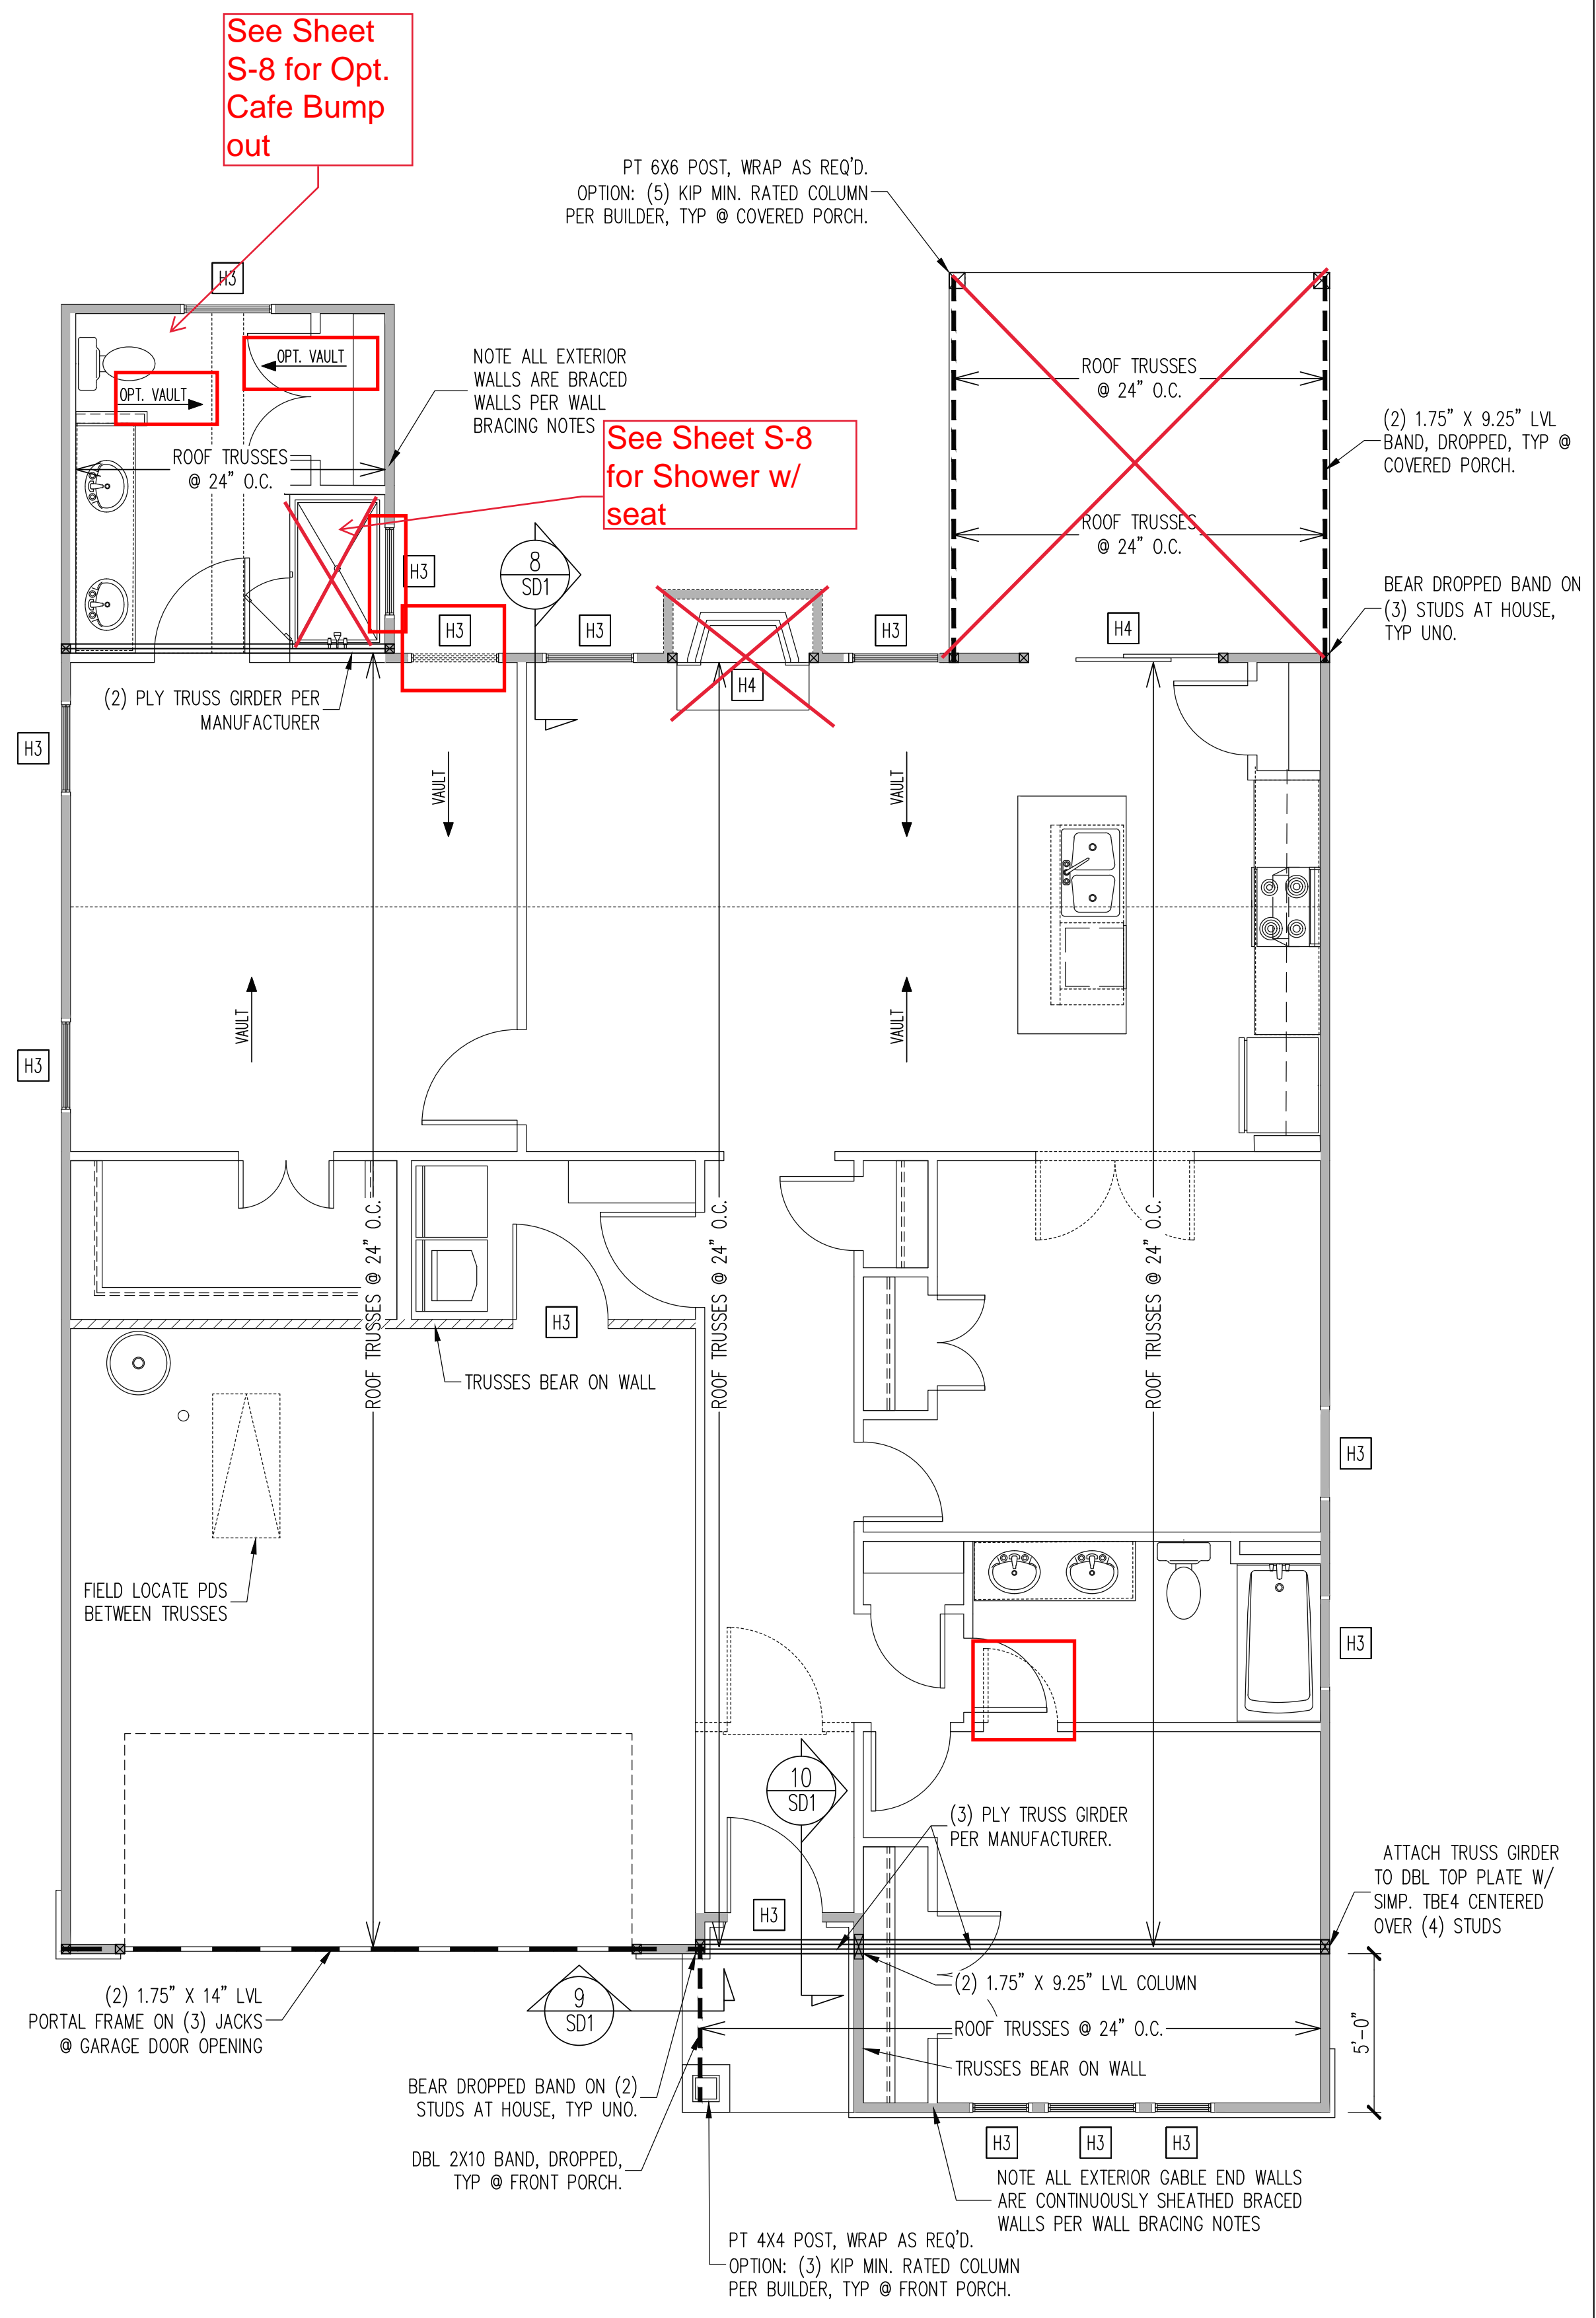 See Sheet
S-8 for Opt.
Cafe Bump
out
PT 6X6 POST, WRAP AS REQ'D.
OPTION: (5) KIP MIN. RATED COLUMN
PER BUILDER, TYP @ COVERED PORCH.
H3
OPT. VAULT
OPT. VAULT
ROOF TRUSSES
@ 24" O.C.
NOTE ALL EXTERIOR
WALLS ARE BRACED
WALLS PER WALL
BRACING NOTES
See Sheet S-8
for Shower w/
seat
ROOF TRUSSES
@ 24" O.C.
ROOF TRUSSES
@ 24" O.C.
(2) 1.75" X 9.25" LVL
BAND, DROPPED, TYP @
COVERED PORCH.
BEAR DROPPED BAND ON
(3) STUDS AT HOUSE,
TYP UNO.
H3
8
SD1
H3
H3
H3
H4
H4
(2) PLY TRUSS GIRDER PER
MANUFACTURER
H3
VAULT
VAULT
VAULT
VAULT
H3
ROOF TRUSSES @ 24" O.C.
ROOF TRUSSES @ 24" O.C.
ROOF TRUSSES @ 24" O.C.
H3
TRUSSES BEAR ON WALL
H3
FIELD LOCATE PDS
BETWEEN TRUSSES
H3
10
SD1
(3) PLY TRUSS GIRDER
PER MANUFACTURER.
ATTACH TRUSS GIRDER
TO DBL TOP PLATE W/
SIMP. TBE4 CENTERED
OVER (4) STUDS
H3
(2) 1.75" X 14" LVL
PORTAL FRAME ON (3) JACKS
@ GARAGE DOOR OPENING
9
SD1
(2) 1.75" X 9.25" LVL COLUMN
ROOF TRUSSES @ 24" O.C.
TRUSSES BEAR ON WALL
5'-0"
BEAR DROPPED BAND ON (2)
STUDS AT HOUSE, TYP UNO.
DBL 2X10 BAND, DROPPED,
TYP @ FRONT PORCH.
H3
H3
H3
NOTE ALL EXTERIOR GABLE END WALLS
ARE CONTINUOUSLY SHEATHED BRACED
WALLS PER WALL BRACING NOTES
PT 4X4 POST, WRAP AS REQ'D.
OPTION: (3) KIP MIN. RATED COLUMN
PER BUILDER, TYP @ FRONT PORCH.